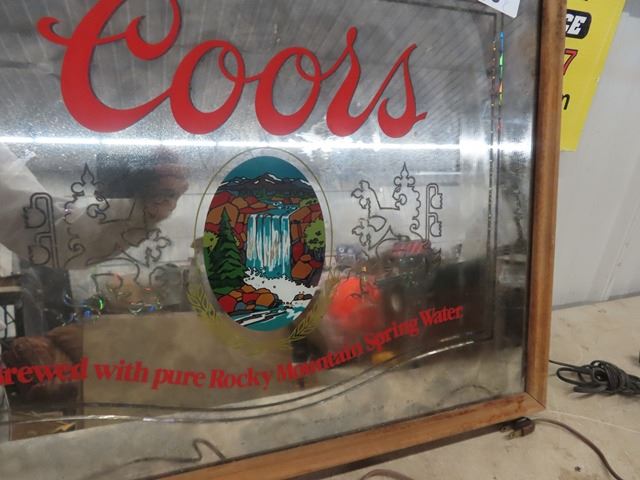 Coors
Brewed with pure Rocky Mountain Spring Water.